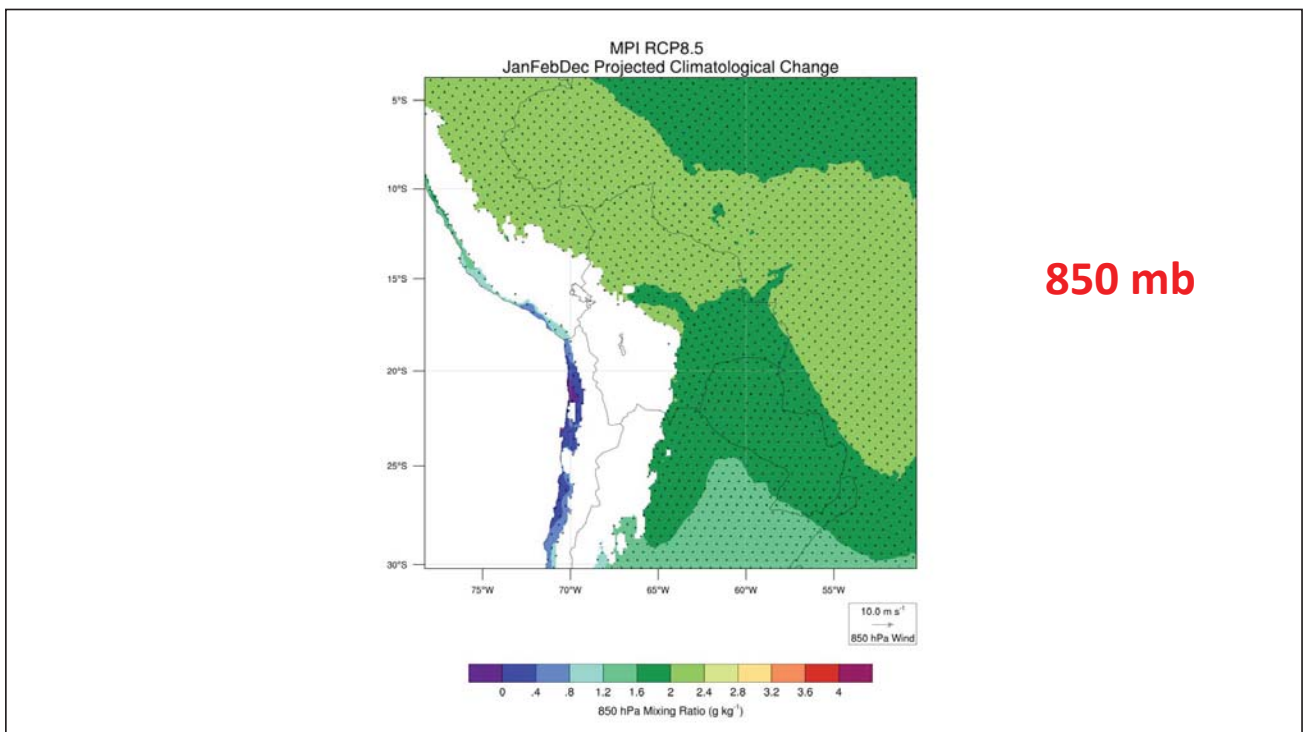 MPI RCP8.5
JanFebDec Projected Climatological Change
850 mb
5°S
10°S
15°S
20°S
25°S
30°S
75°W 70°W 65°W 60°W 55°W
10.0 m s⁻¹
850 hPa Wind
0 .4 .8 1.2 1.6 2 2.4 2.8 3.2 3.6 4
850 hPa Mixing Ratio (g kg⁻¹)